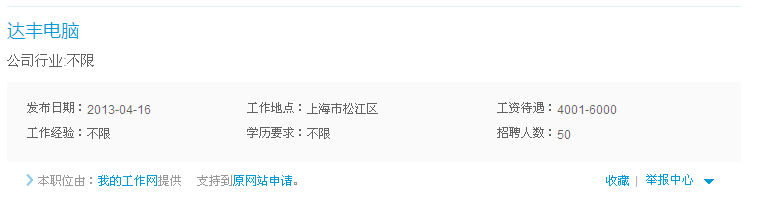 达丰电脑
公司行业:不限
发布日期：2013-04-16 工作地点：上海市松江区 工资待遇：4001-6000
工作经验：不限 学历要求：不限 招聘人数：50
本职位由：我的工作网提供 支持到原网站申请。 收藏 | 举报中心